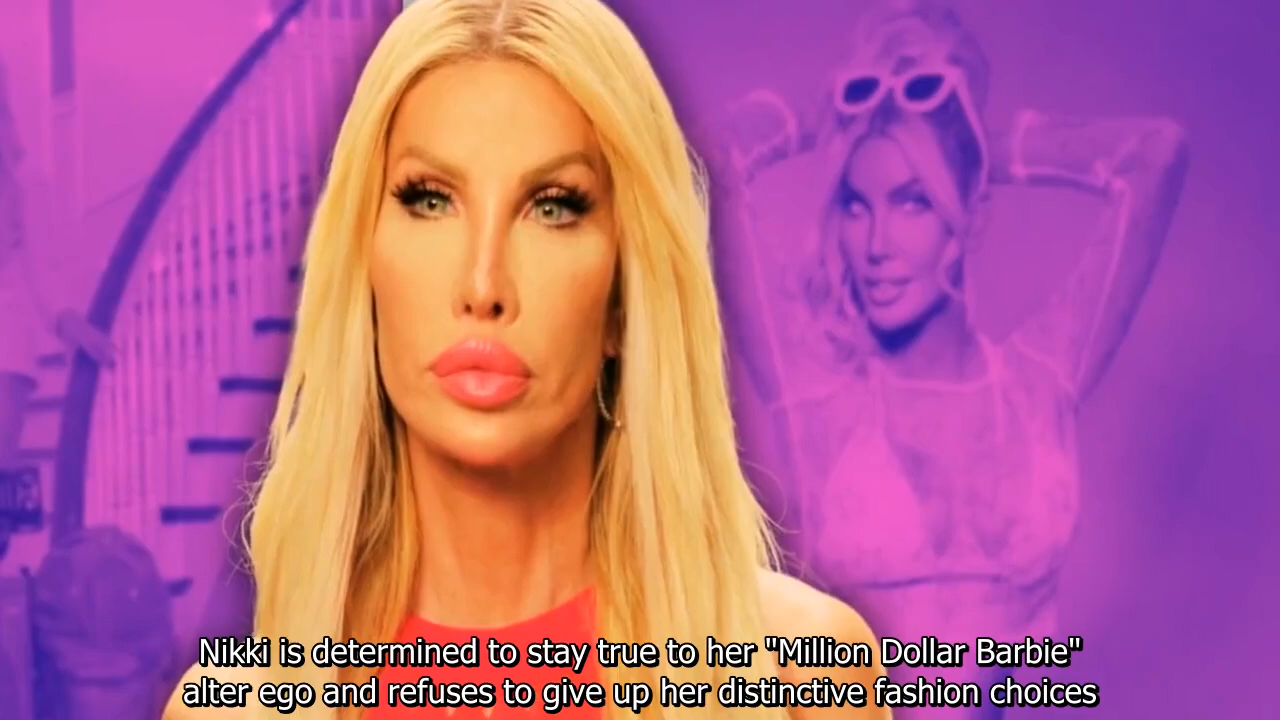 Nikki is determined to stay true to her "Million Dollar Barbie"
alter ego and refuses to give up her distinctive fashion choices